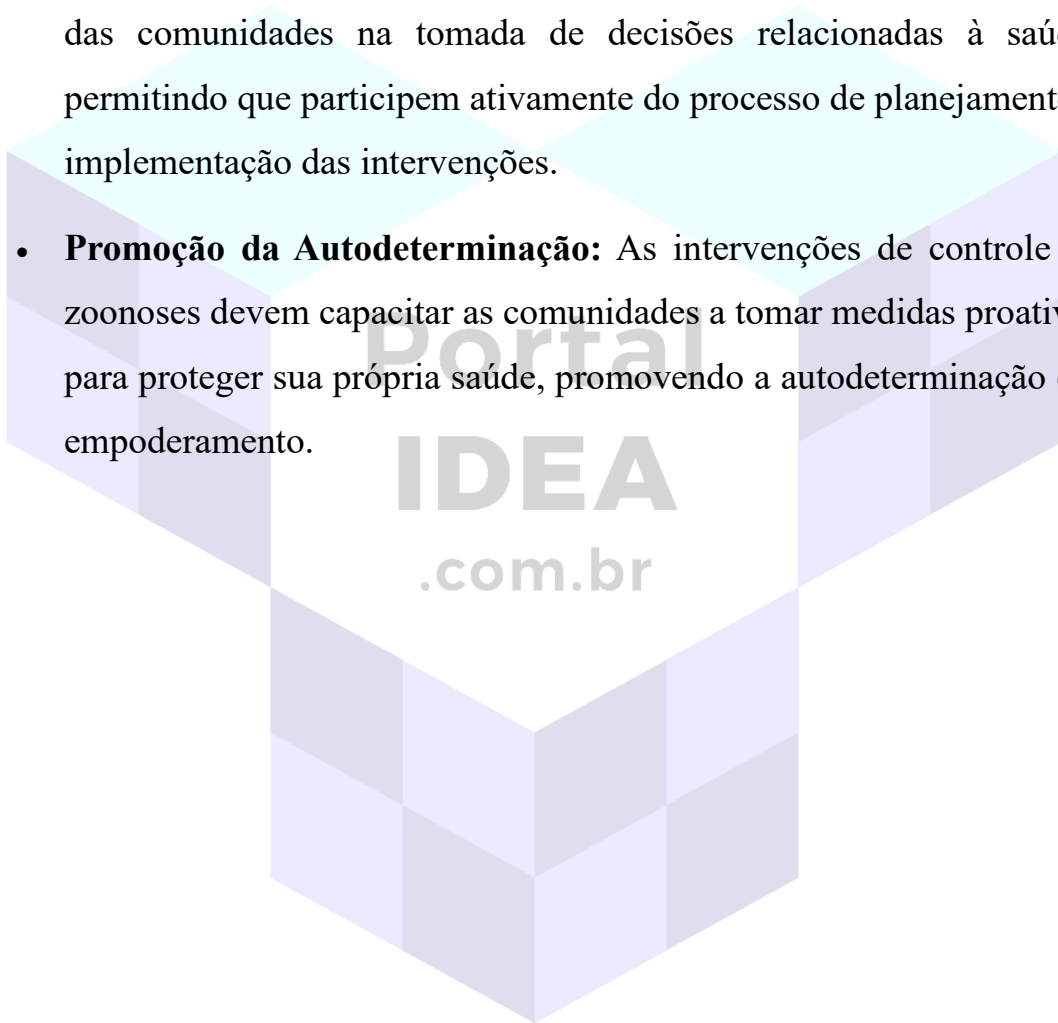 das comunidades na tomada de decisões relacionadas à
permitindo que participem ativamente do processo de
implementação das intervenções.
• Promoção da Autodeterminação: As intervenções de controle
zoonoses devem capacitar as comunidades a tomar medidas
para proteger sua própria saúde, promovendo a autodeterminação
empoderamento.
Portal
IDEA
.com.br